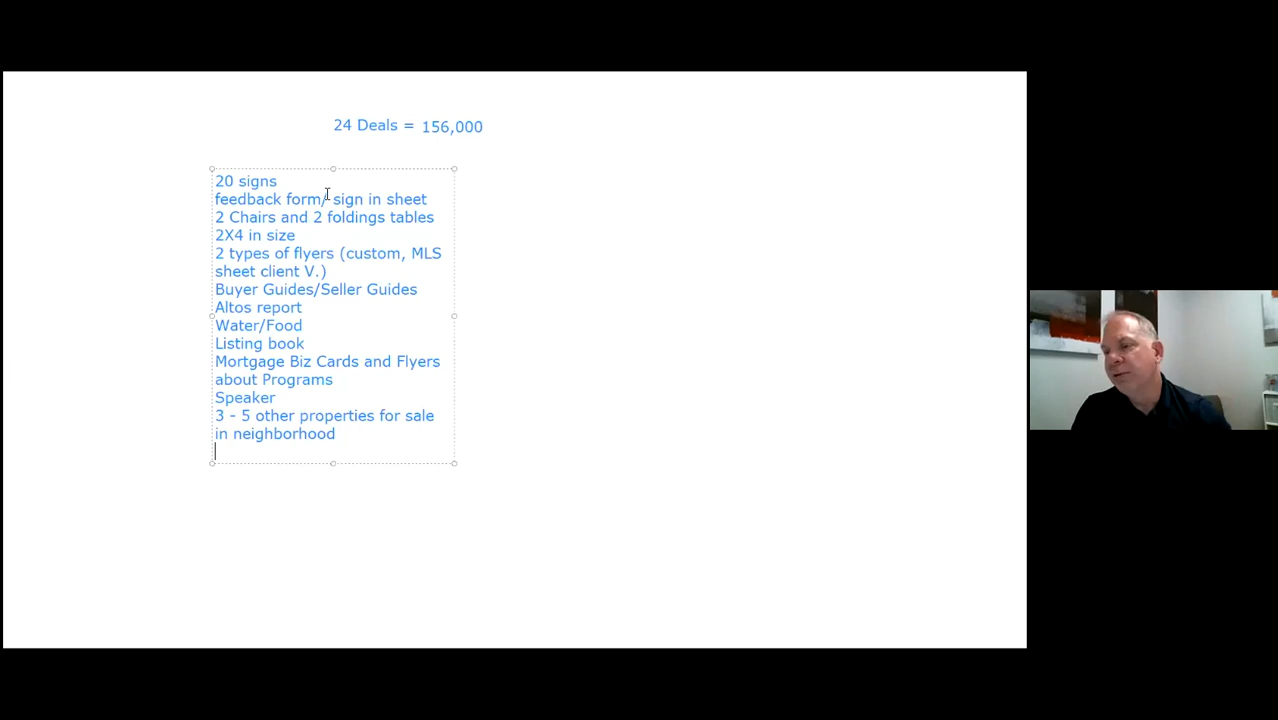 24 Deals = 156,000
20 signs
feedback form/ sign in sheet
2 Chairs and 2 foldings tables
2X4 in size
2 types of flyers (custom, MLS
sheet client V.)
Buyer Guides/Seller Guides
Altos report
Water/Food
Listing book
Mortgage Biz Cards and Flyers
about Programs
Speaker
3 - 5 other properties for sale
in neighborhood